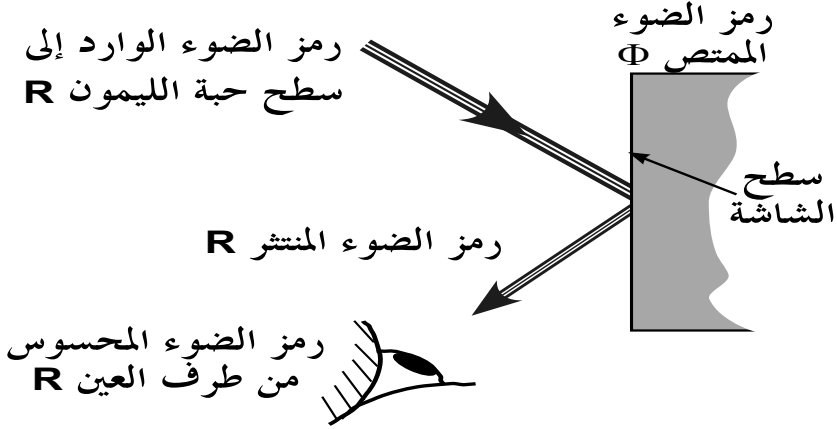 رمز الضوء
الممتص Φ
رمز الضوء الوارد إلى
سطح حبة الليمون R
سطح
الشاشة
رمز الضوء المنتثر R
رمز الضوء المحسوس
من طرف العين R